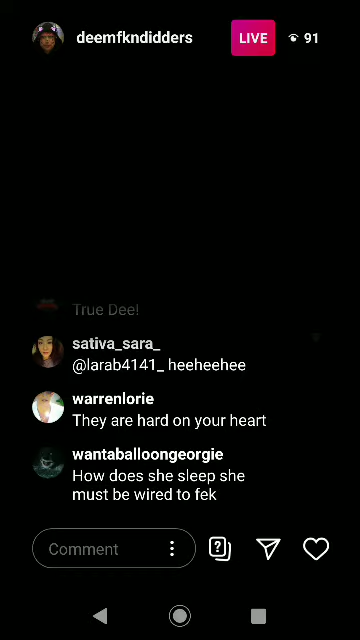 deemfkndidders
LIVE
91
True Dee!
sativa_sara_
@larab4141_ heeheehee
warrenlorie
They are hard on your heart
wantaballoongeorgie
How does she sleep she
must be wired to fek
Comment